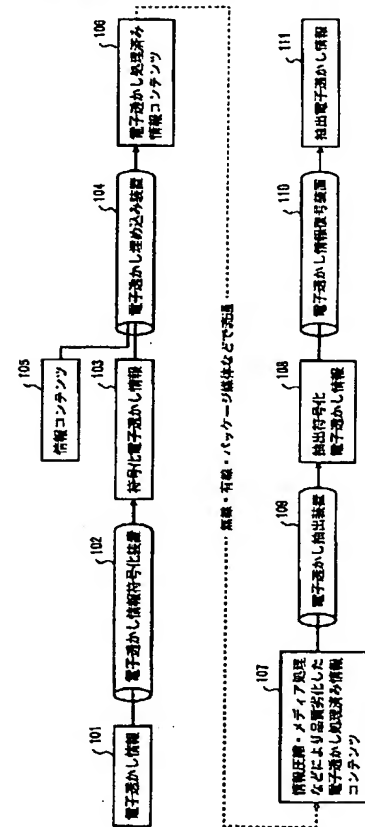 101
電子透かし情報
102
電子透かし情報符号化装置
103
符号化電子透かし情報
105
情報コンテンツ
104
電子透かし埋め込み装置
106
電子透かし処理済み
情報コンテンツ
無線・有線・パッケージ媒体などで流通
107
情報圧縮・メディア処理
などにより品質劣化した
電子透かし処理済み情報
コンテンツ
109
電子透かし抽出装置
108
抽出符号化
電子透かし情報
110
電子透かし情報復号装置
111
抽出電子透かし情報